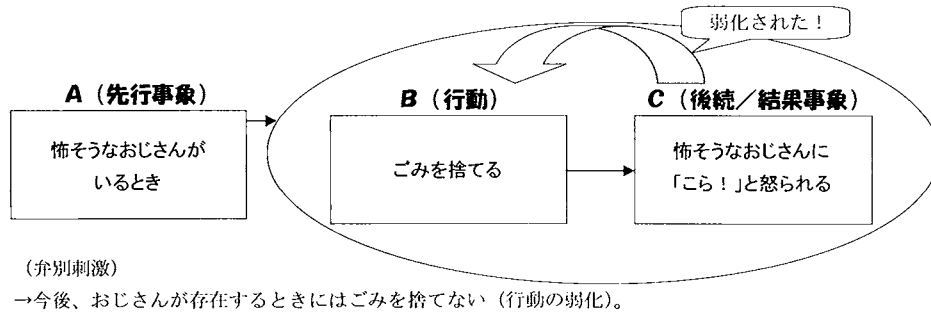 弱化された！
A（先行事象）
B（行動）
C（後続／結果事象）
怖そうなおじさんが
いるとき
ごみを捨てる
怖そうなおじさんに
「こら！」と怒られる
（弁別刺激）
→今後、おじさんが存在するときにはごみを捨てない（行動の弱化）。